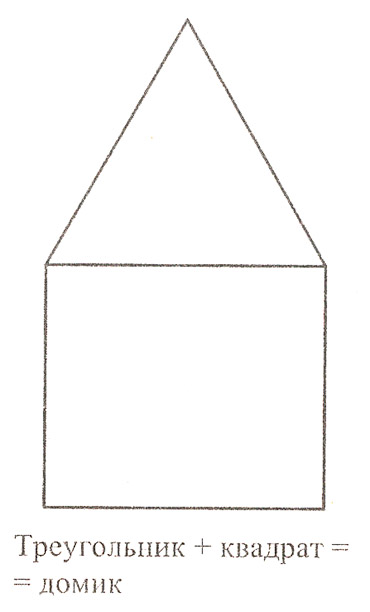 Треугольник + квадрат =
= домик